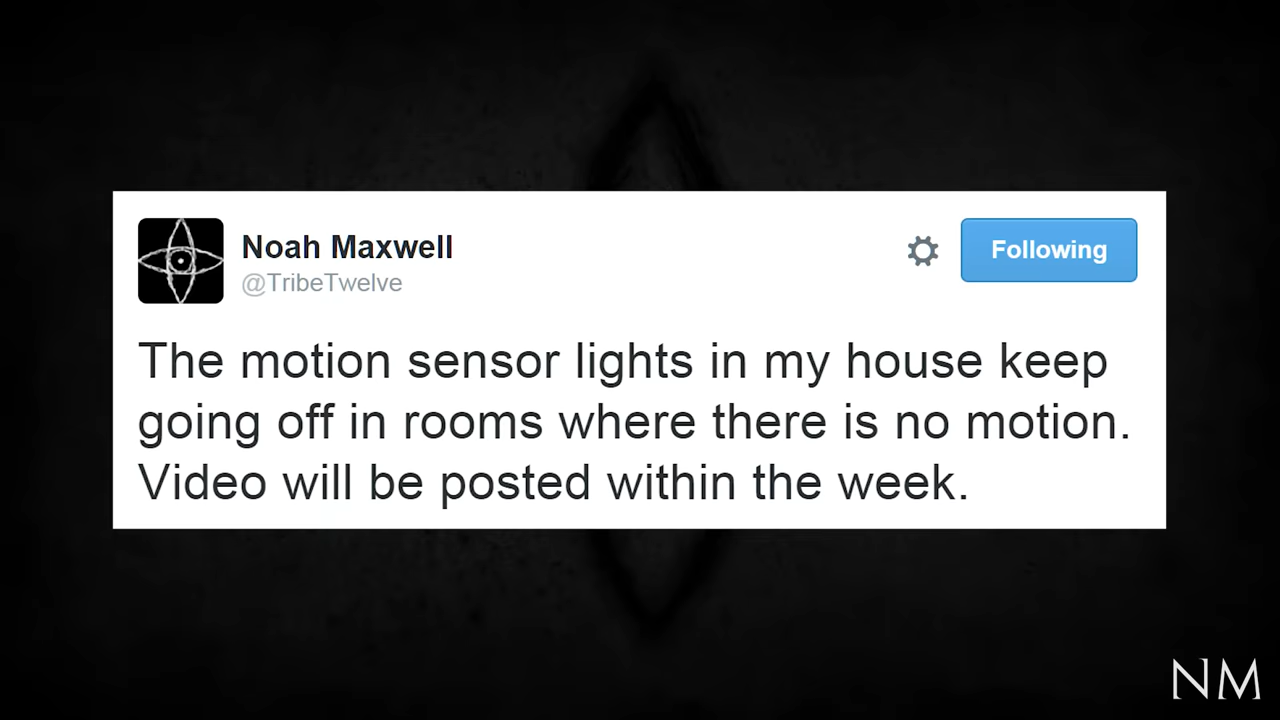 Noah Maxwell
@TribeTwelve
Following
The motion sensor lights in my house keep
going off in rooms where there is no motion.
Video will be posted within the week.
NM